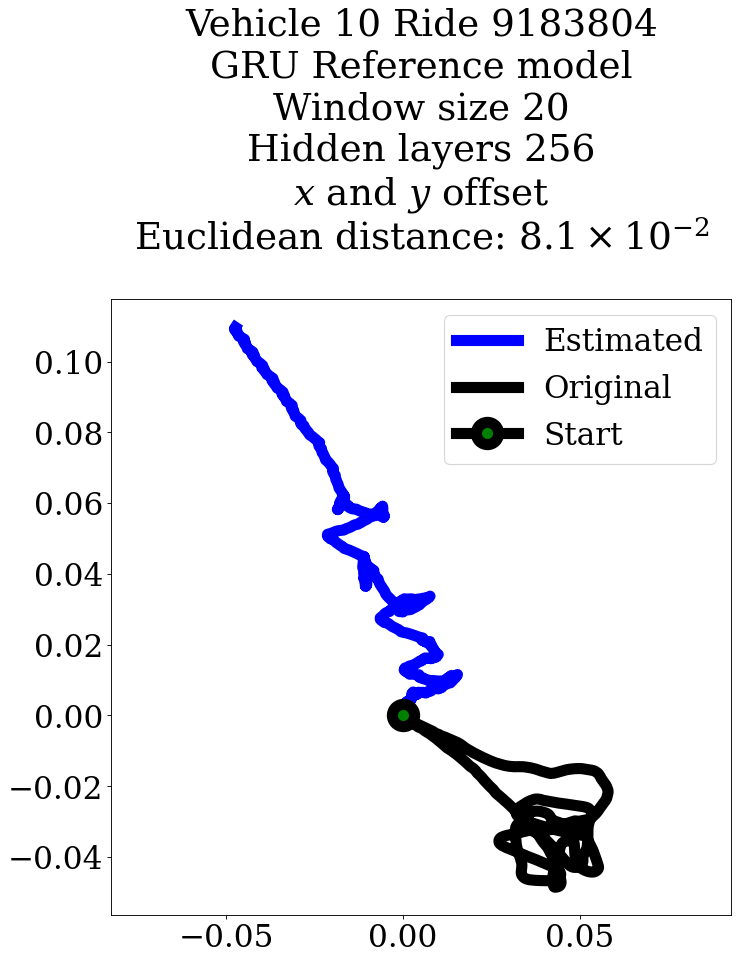 Vehicle 10 Ride 9183804
GRU Reference model
Window size 20
Hidden layers 256
x and y offset
Euclidean distance: 8.1 × 10⁻²
Estimated
Original
Start
0.10
0.08
0.06
0.04
0.02
0.00
−0.02
−0.04
−0.05 0.00 0.05